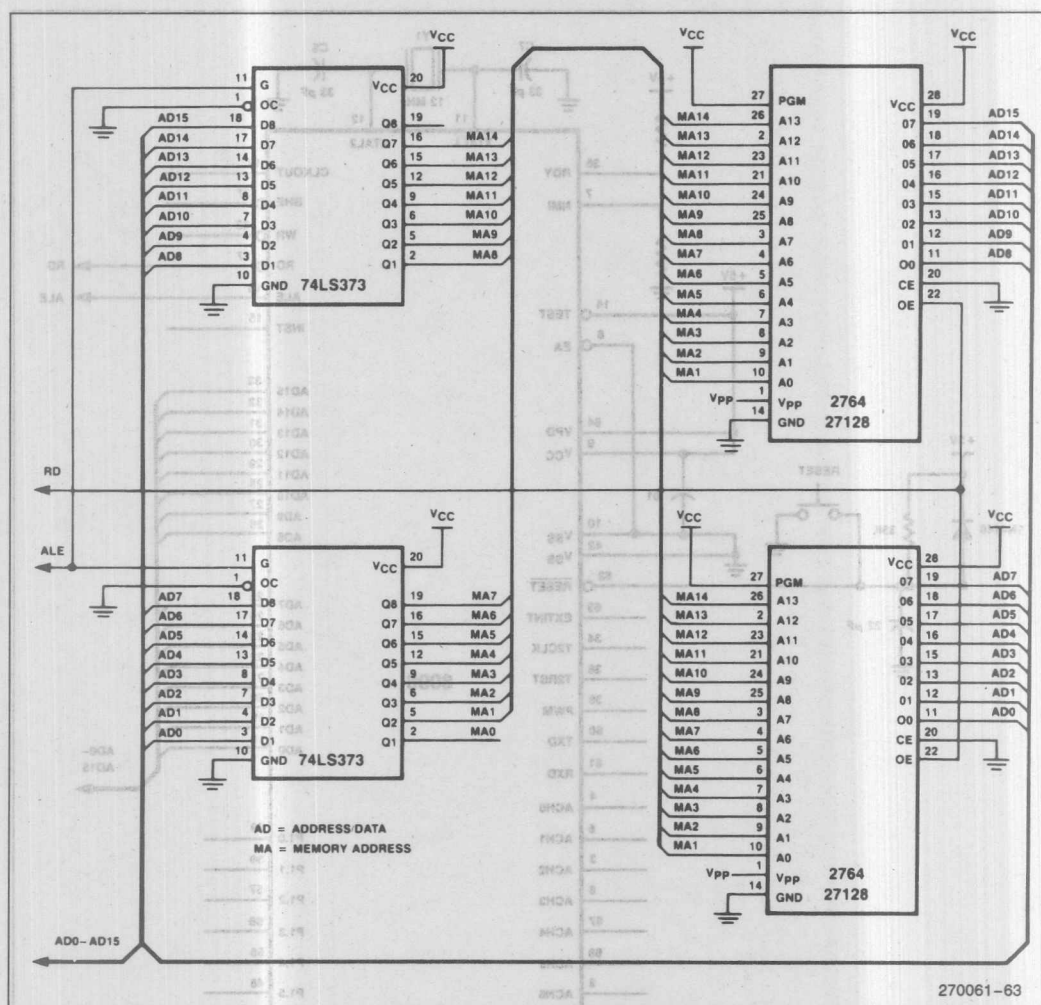 VCC
11 G
1 OC
AD15 18 D8
AD14 17 D7
AD13 14 D6
AD12 13 D5
AD11 8 D4
AD10 7 D3
AD9 4 D2
AD8 3 D1
10 GND
74LS373
VCC 20
Q8 19
Q7 16 MA14
Q6 15 MA13
Q5 12 MA12
Q4 9 MA11
Q3 6 MA10
Q2 5 MA9
Q1 2 MA8
VCC
27 PGM
MA14 26 A13
MA13 2 A12
MA12 23 A11
MA11 21 A10
MA10 24 A9
MA9 25 A8
MA8 3 A7
MA7 4 A6
MA6 5 A5
MA5 6 A4
MA4 7 A3
MA3 8 A2
MA2 9 A1
MA1 10 A0
VPP 1 VPP
14 GND
2764
27128
VCC
VCC 28
07 19 AD15
06 18 AD14
05 17 AD13
04 16 AD12
03 15 AD11
02 13 AD10
01 12 AD9
00 11 AD8
CE 20
OE 22
RD
ALE
VCC
11 G
1 OC
AD7 18 D8
AD6 17 D7
AD5 14 D6
AD4 13 D5
AD3 8 D4
AD2 7 D3
AD1 4 D2
AD0 3 D1
10 GND
74LS373
VCC 20
Q8 19 MA7
Q7 16 MA6
Q6 15 MA5
Q5 12 MA4
Q4 9 MA3
Q3 6 MA2
Q2 5 MA1
Q1 2 MA0
VCC
27 PGM
MA14 26 A13
MA13 2 A12
MA12 23 A11
MA11 21 A10
MA10 24 A9
MA9 25 A8
MA8 3 A7
MA7 4 A6
MA6 5 A5
MA5 6 A4
MA4 7 A3
MA3 8 A2
MA2 9 A1
MA1 10 A0
VPP 1 VPP
14 GND
2764
27128
VCC
VCC 28
07 19 AD7
06 18 AD6
05 17 AD5
04 16 AD4
03 15 AD3
02 13 AD2
01 12 AD1
00 11 AD0
CE 20
OE 22
AD = ADDRESS/DATA
MA = MEMORY ADDRESS
AD0-AD15
270061-63